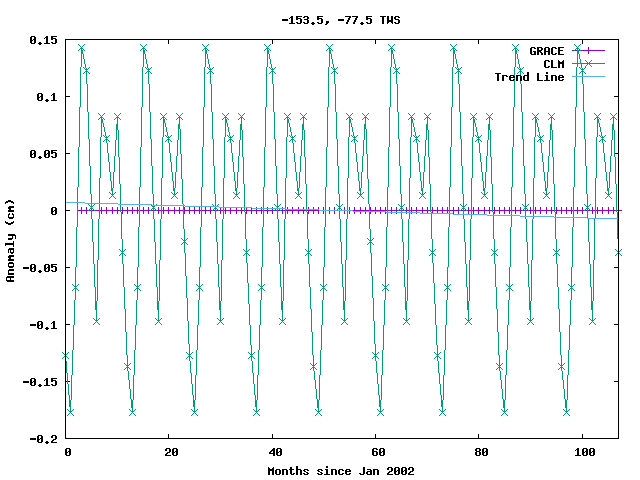 -153.5, -77.5 TWS
GRACE
CLM
Trend Line
0.15
0.1
0.05
0
-0.05
-0.1
-0.15
-0.2
Anomaly (cm)
0 20 40 60 80 100
Months since Jan 2002